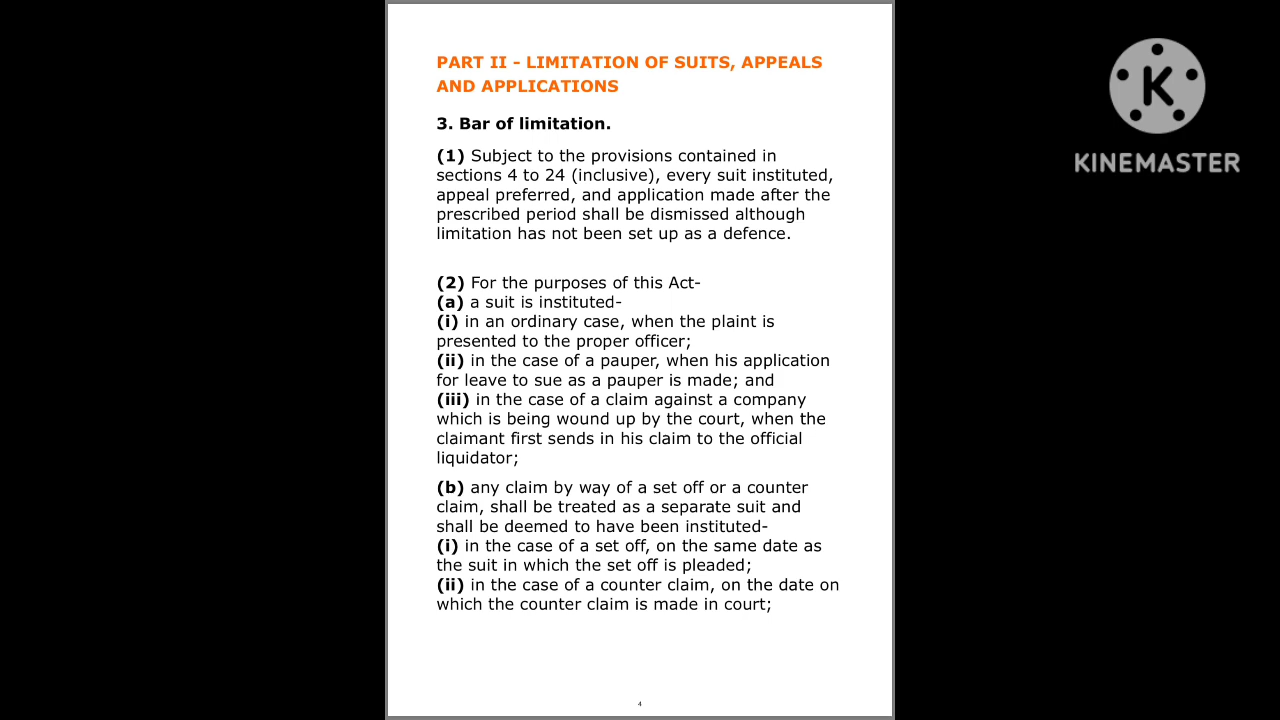 PART II - LIMITATION OF SUITS, APPEALS
AND APPLICATIONS
3. Bar of limitation.
(1) Subject to the provisions contained in
sections 4 to 24 (inclusive), every suit instituted,
appeal preferred, and application made after the
prescribed period shall be dismissed although
limitation has not been set up as a defence.
(2) For the purposes of this Act-
(a) a suit is instituted-
(i) in an ordinary case, when the plaint is
presented to the proper officer;
(ii) in the case of a pauper, when his application
for leave to sue as a pauper is made; and
(iii) in the case of a claim against a company
which is being wound up by the court, when the
claimant first sends in his claim to the official
liquidator;
(b) any claim by way of a set off or a counter
claim, shall be treated as a separate suit and
shall be deemed to have been instituted-
(i) in the case of a set off, on the same date as
the suit in which the set off is pleaded;
(ii) in the case of a counter claim, on the date on
which the counter claim is made in court;
4
K
KINEMASTER